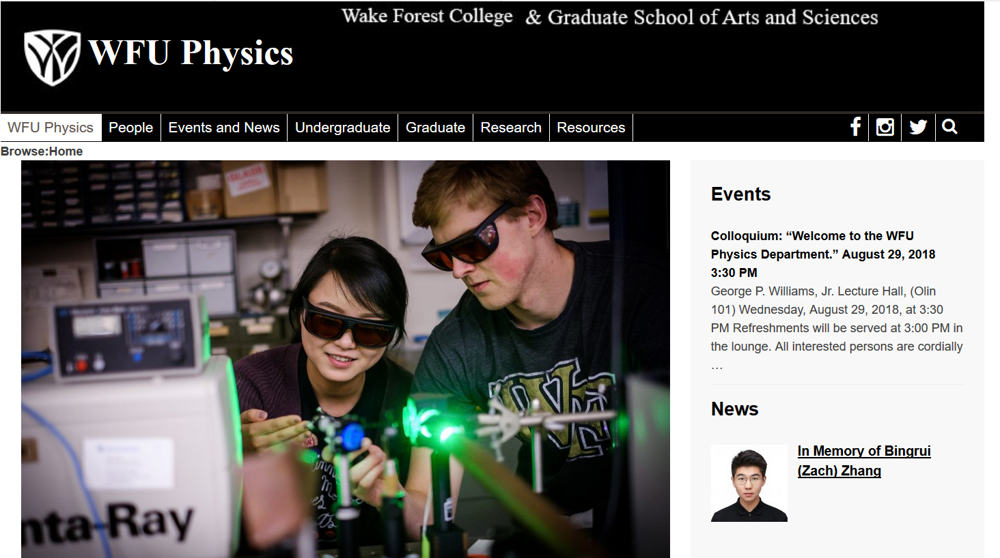 Wake Forest College & Graduate School of Arts and Sciences
WFU Physics
WFU Physics People Events and News Undergraduate Graduate Research Resources
Browse:Home
nta-Ray
Events
Colloquium: “Welcome to the WFU
Physics Department.” August 29, 2018
3:30 PM
George P. Williams, Jr. Lecture Hall, (Olin
101) Wednesday, August 29, 2018, at 3:30
PM Refreshments will be served at 3:00 PM in
the lounge. All interested persons are cordially
…
News
In Memory of Bingrui
(Zach) Zhang